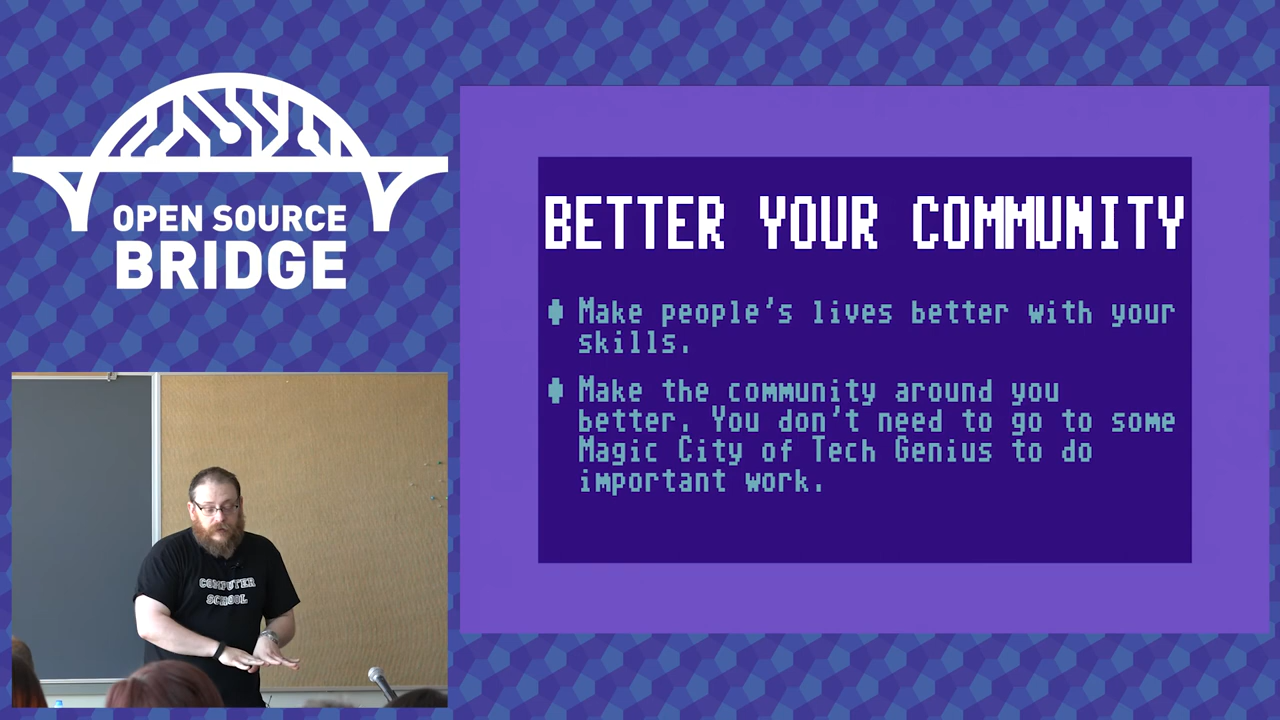 OPEN SOURCE
BRIDGE
BETTER YOUR COMMUNITY
Make people's lives better with your
skills.
Make the community around you
better. You don't need to go to some
Magic City of Tech Genius to do
important work.
COMPUTER
SCHOOL